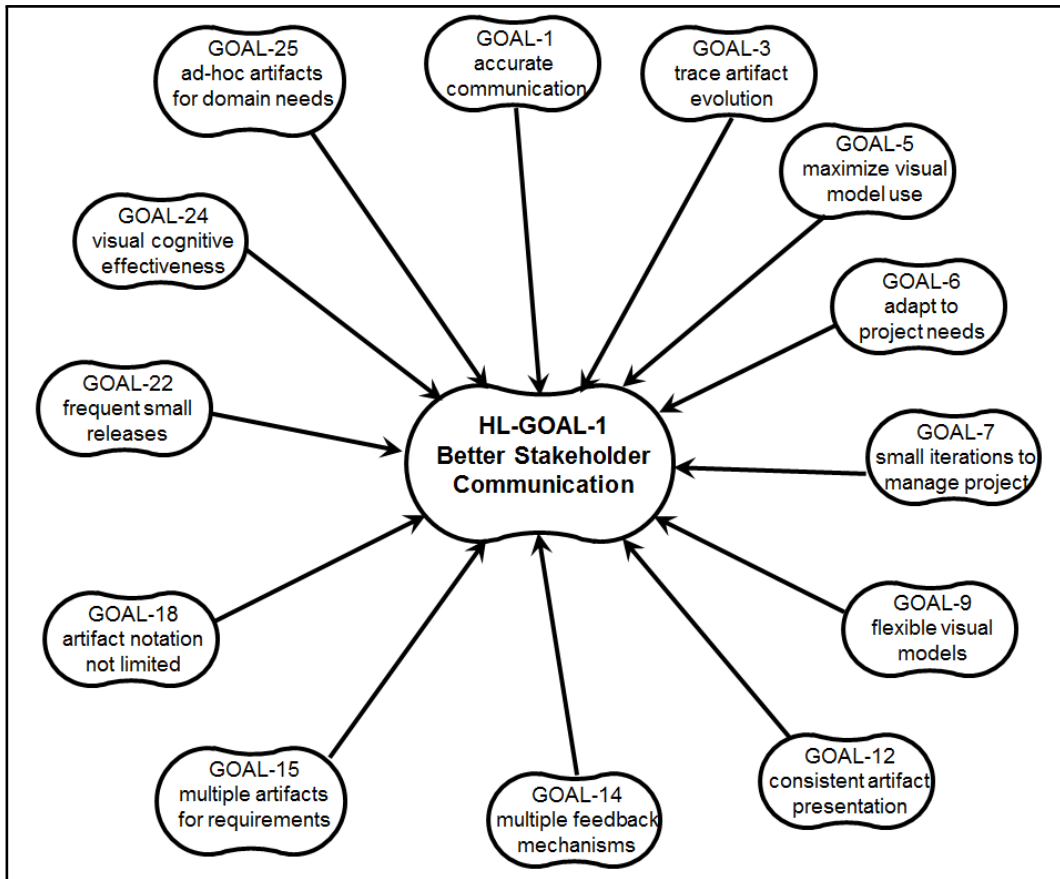 GOAL-25
ad-hoc artifacts
for domain needs
GOAL-1
accurate
communication
GOAL-3
trace artifact
evolution
GOAL-5
maximize visual
model use
GOAL-24
visual cognitive
effectiveness
GOAL-6
adapt to
project needs
GOAL-22
frequent small
releases
HL-GOAL-1
Better Stakeholder
Communication
GOAL-7
small iterations to
manage project
GOAL-18
artifact notation
not limited
GOAL-9
flexible visual
models
GOAL-15
multiple artifacts
for requirements
GOAL-14
multiple feedback
mechanisms
GOAL-12
consistent artifact
presentation